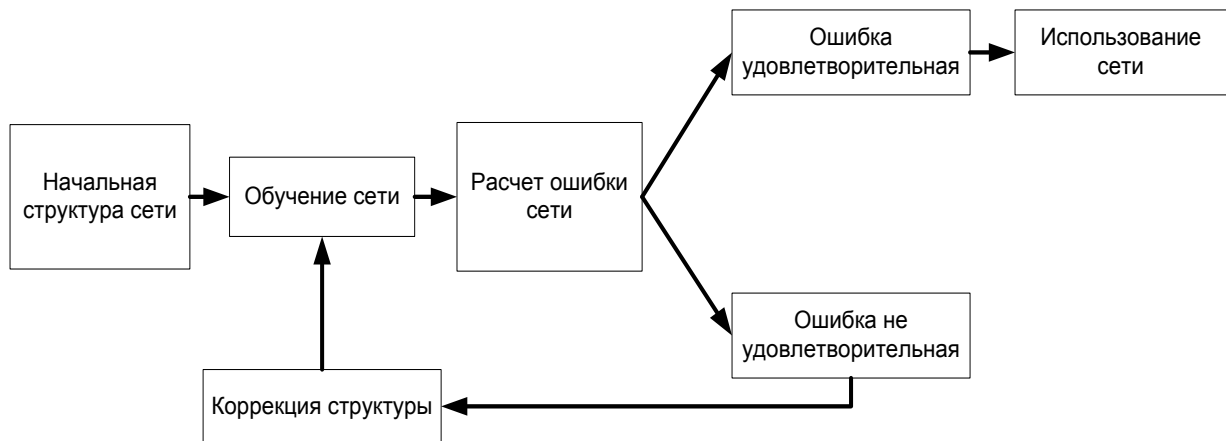 Начальная
структура сети
Обучение сети
Расчет ошибки
сети
Ошибка
удовлетворительная
Использование
сети
Ошибка не
удовлетворительная
Коррекция структуры